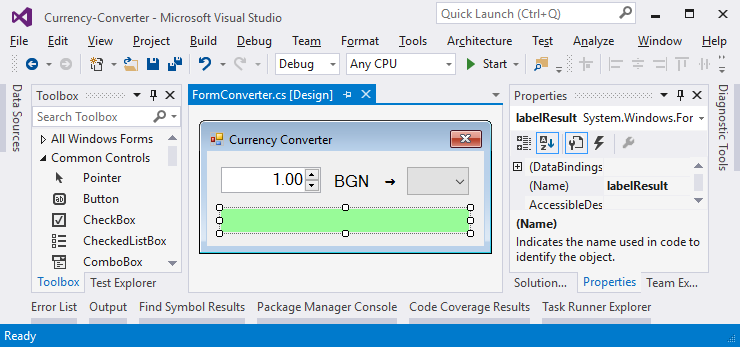 Currency-Converter - Microsoft Visual Studio
Quick Launch (Ctrl+Q)
File Edit View Project Build Debug Team Format Tools Architecture Test Analyze Window Help
Debug Any CPU Start
Data Sources
Toolbox
Search Toolbox
All Windows Forms
Common Controls
Pointer
Button
CheckBox
CheckedListBox
ComboBox
Toolbox Test Explorer
FormConverter.cs [Design]
Currency Converter
1.00 BGN ➔
Properties
labelResult System.Windows.For
(DataBindings
(Name) labelResult
AccessibleDes
(Name)
Indicates the name used in code to
identify the object.
Solution... Properties Team Ex...
Diagnostic Tools
Error List Output Find Symbol Results Package Manager Console Code Coverage Results Task Runner Explorer
Ready